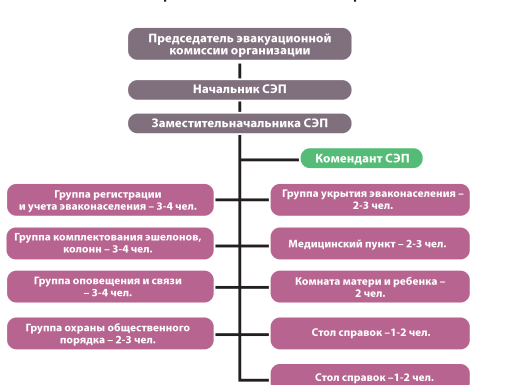 Председатель эвакуационной
комиссии организации
Начальник СЭП
Заместительначальника СЭП
Комендант СЭП
Группа регистрации
и учета эваконаселения – 3-4 чел.
Группа укрытия эваконаселения –
2-3 чел.
Группа комплектования эшелонов,
колонн – 3-4 чел.
Медицинский пункт – 2-3 чел.
Группа оповещения и связи
– 3-4 чел.
Комната матери и ребенка –
2 чел.
Группа охраны общественного
порядка – 2-3 чел.
Стол справок –1-2 чел.
Стол справок –1-2 чел.